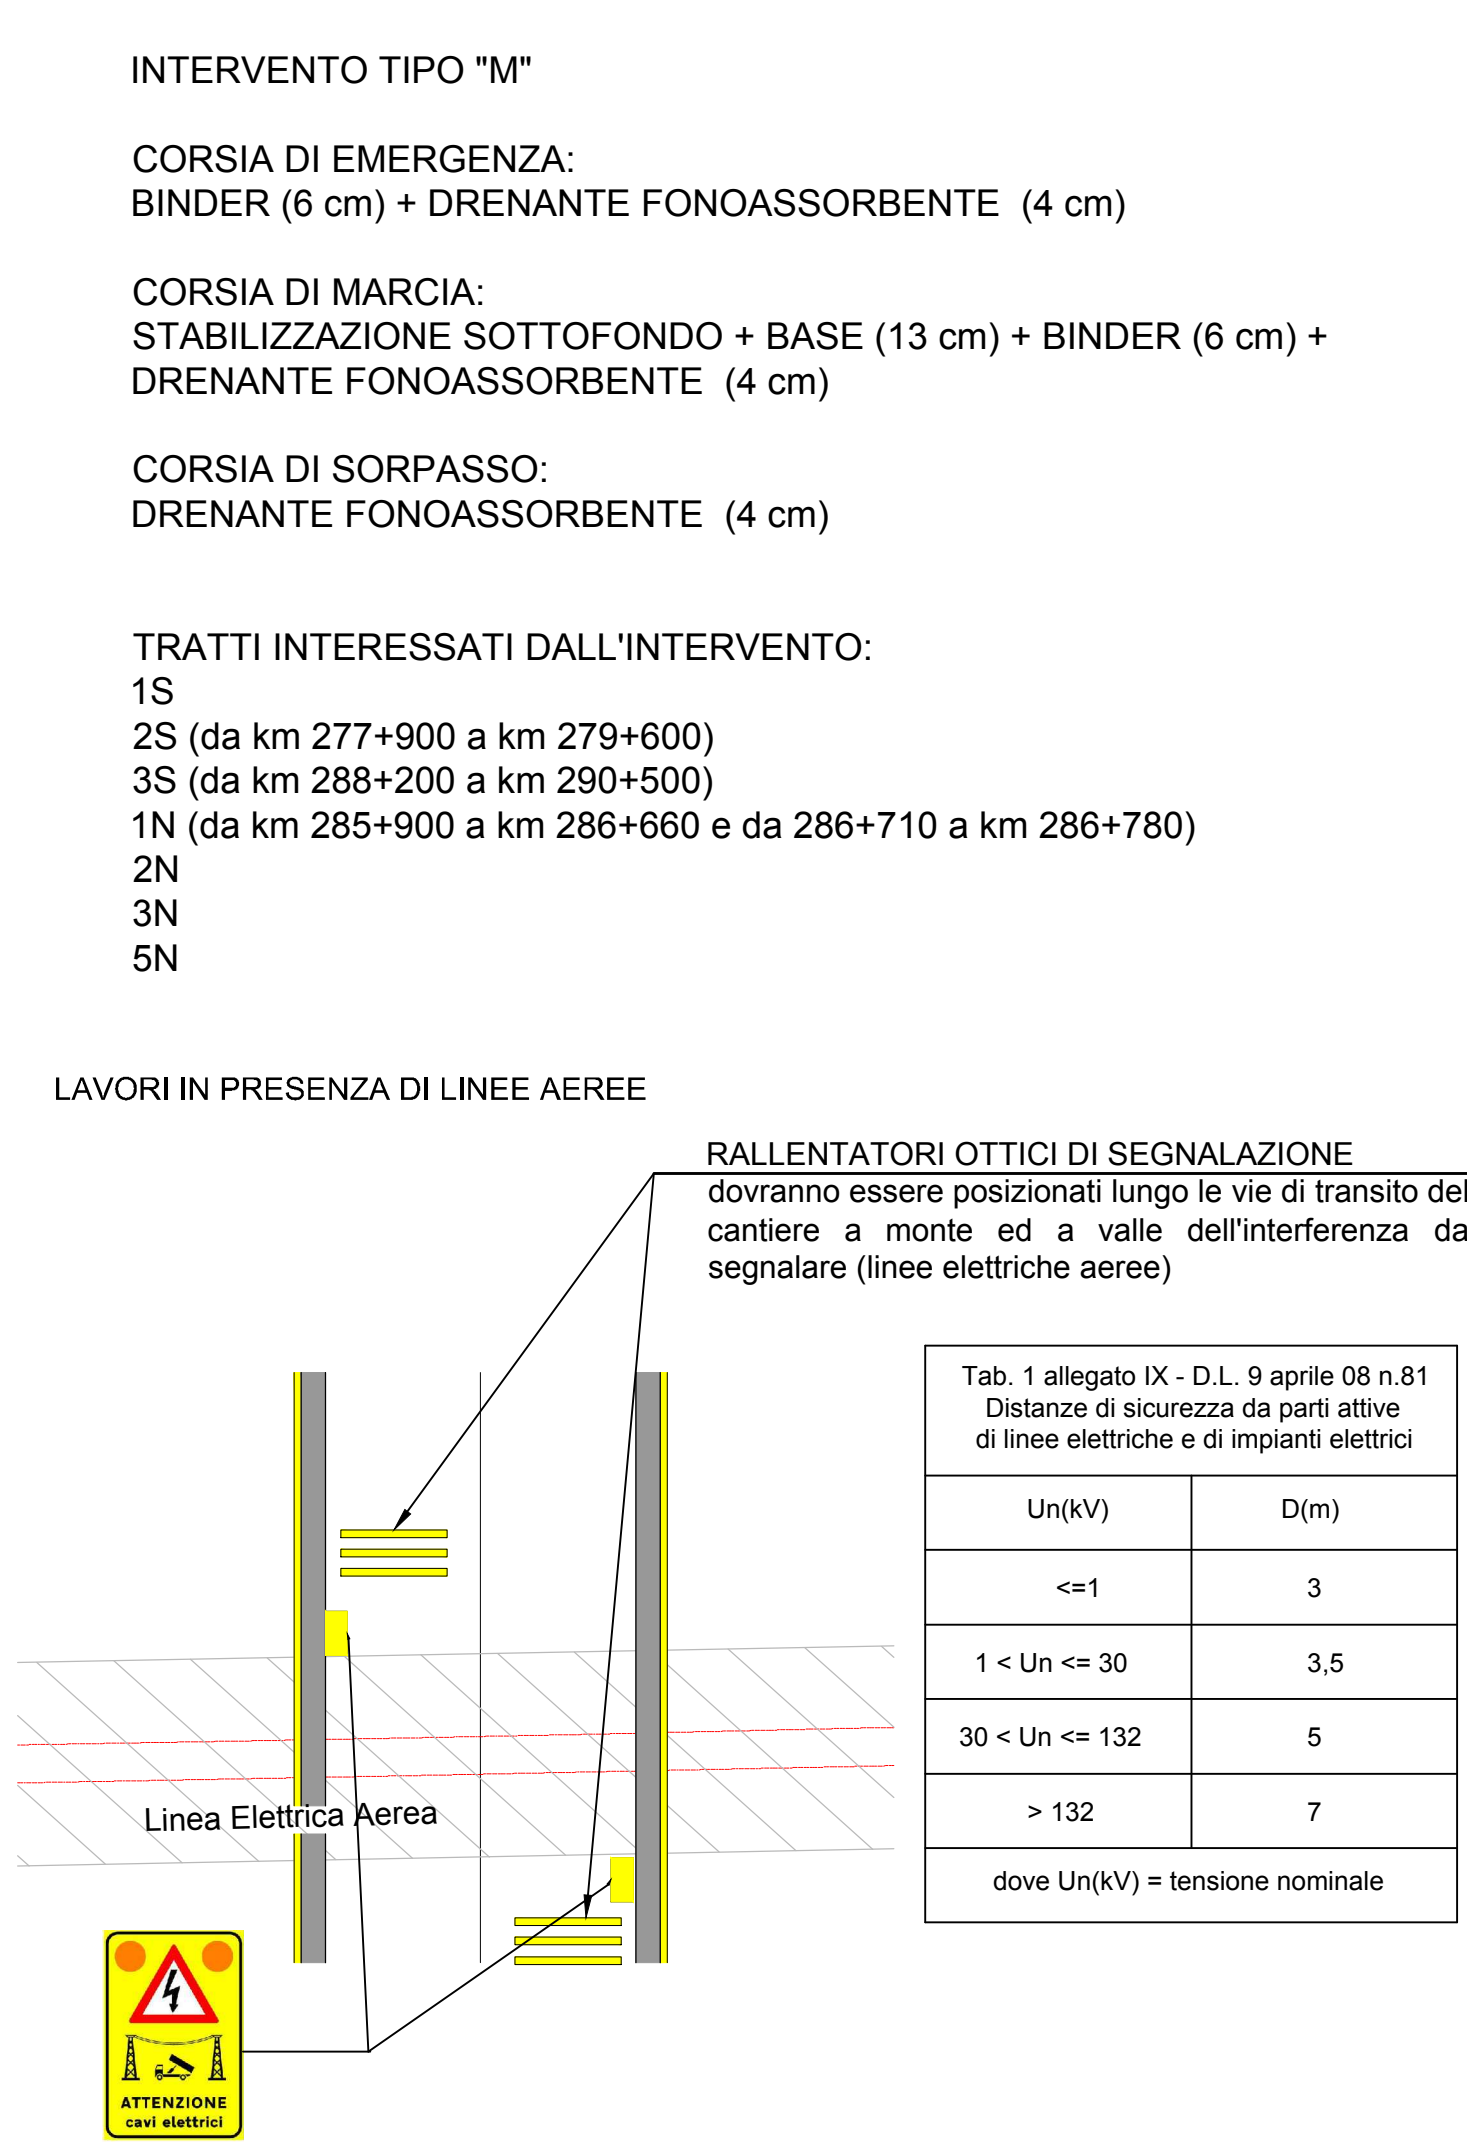 INTERVENTO TIPO "M"
CORSIA DI EMERGENZA:
BINDER (6 cm) + DRENANTE FONOASSORBENTE (4 cm)
CORSIA DI MARCIA:
STABILIZZAZIONE SOTTOFONDO + BASE (13 cm) + BINDER (6 cm) +
DRENANTE FONOASSORBENTE (4 cm)
CORSIA DI SORPASSO:
DRENANTE FONOASSORBENTE (4 cm)
TRATTI INTERESSATI DALL'INTERVENTO:
1S
2S (da km 277+900 a km 279+600)
3S (da km 288+200 a km 290+500)
1N (da km 285+900 a km 286+660 e da 286+710 a km 286+780)
2N
3N
5N
LAVORI IN PRESENZA DI LINEE AEREE
RALLENTATORI OTTICI DI SEGNALAZIONE
dovranno essere posizionati lungo le vie di transito del
cantiere a monte ed a valle dell'interferenza da
segnalare (linee elettriche aeree)
Tab. 1 allegato IX - D.L. 9 aprile 08 n.81
Distanze di sicurezza da parti attive
di linee elettriche e di impianti elettrici
Un(kV) D(m)
<=1 3
1 < Un <= 30 3,5
30 < Un <= 132 5
> 132 7
dove Un(kV) = tensione nominale
Linea Elettrica Aerea
ATTENZIONE
cavi elettrici